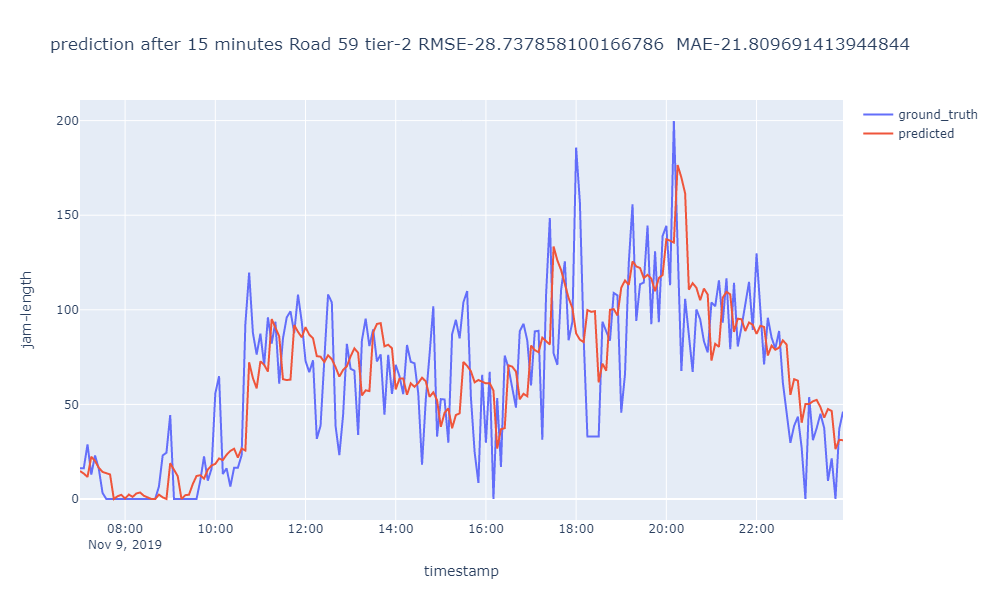 prediction after 15 minutes Road 59 tier-2 RMSE-28.737858100166786  MAE-21.809691413944844
ground_truth
predicted
200
150
100
50
0
jam-length
08:00 10:00 12:00 14:00 16:00 18:00 20:00 22:00
Nov 9, 2019
timestamp